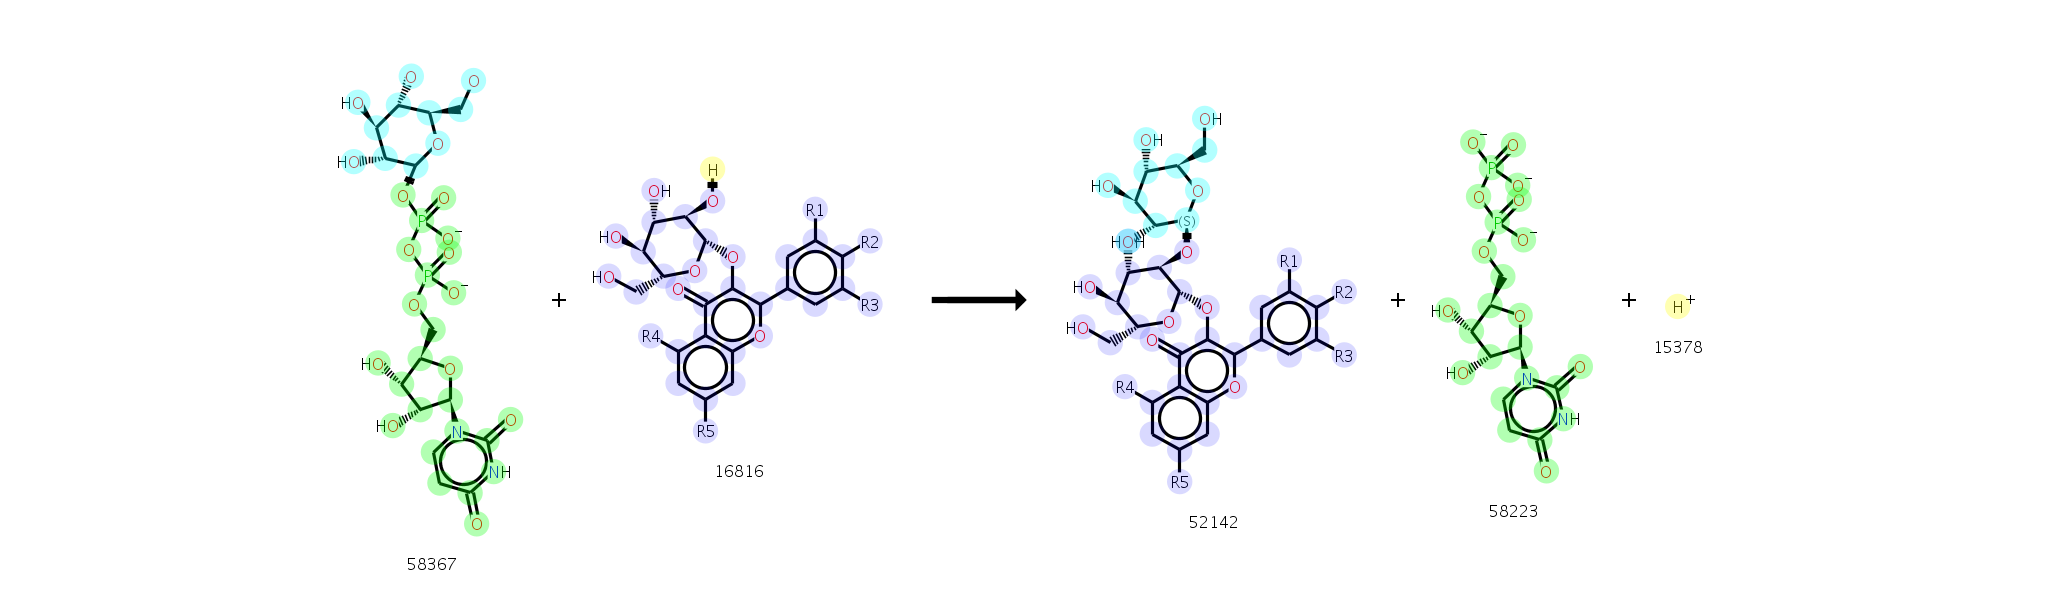 O O
HO
O
HO
O O
P
O O⁻
O
P
O O⁻
HO O
HO
N O
NH
O
58367
+
H
OH O
HO
O
HO O
O
R1
R2
R3
O
R4
R5
16816
OH
OH
HO O
(S)
HOH O
HO
O
HO O
O
R1
R2
R3
O
R4
R5
52142
+
O⁻ O
P
O O⁻
O
P
O O⁻
HO O
HO
N O
NH
O
58223
+
H⁺
15378